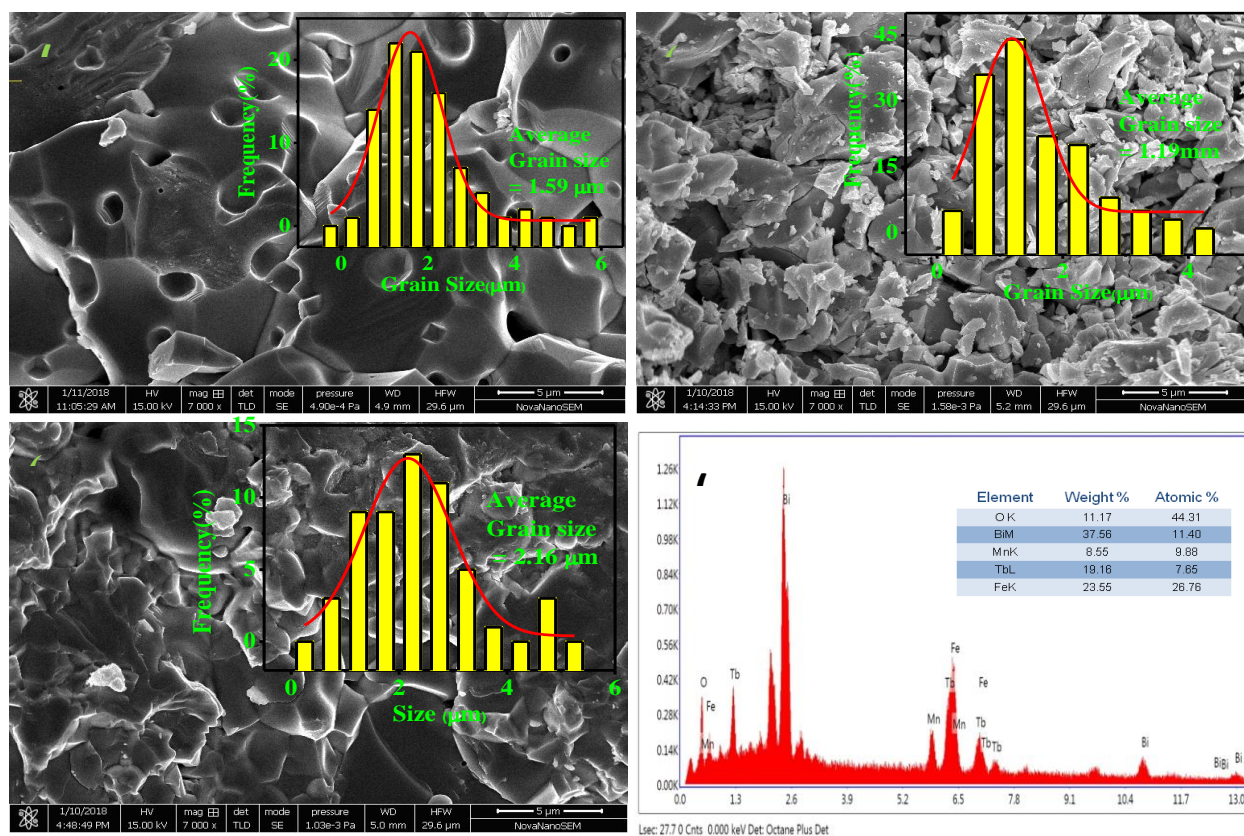 20
10
0
Frequency(%)
Average
Grain size
= 1.59 μm
0 2 4 6
Grain Size(μm)
1/11/2018 HV mag det mode pressure WD HFW 5 μm
11:05:29 AM 15.00 kV 7 000 x TLD SE 4.90e-4 Pa 4.9 mm 29.6 μm NovaNanoSEM
45
30
15
0
Frequency(%)
Average
Grain size
= 1.19mm
0 2 4
Grain Size(μm)
1/10/2018 HV mag det mode pressure WD HFW 5 μm
4:14:33 PM 15.00 kV 7 000 x TLD SE 1.58e-3 Pa 5.2 mm 29.6 μm NovaNanoSEM
15
10
5
0
Frequency(%)
Average
Grain size
= 2.16 μm
0 2 4 6
Size (μm)
1/10/2018 HV mag det mode pressure WD HFW 5 μm
4:48:49 PM 15.00 kV 7 000 x TLD SE 1.03e-3 Pa 5.0 mm 29.6 μm NovaNanoSEM
1.26K
1.12K
0.98K
0.84K
0.70K
0.56K
0.42K
0.28K
0.14K
0.00K
Element Weight % Atomic %
O K 11.17 44.31
BiM 37.56 11.40
MnK 8.55 9.88
TbL 19.16 7.65
FeK 23.55 26.76
Bi
O
Fe
Mn
Tb
Mn
Tb
Fe
Mn
Fe
Tb
Tb
Tb
Bi
Bi
Bi
Bi
0.0 1.3 2.6 3.9 5.2 6.5 7.8 9.1 10.4 11.7 13.0
Lsec: 27.7 0 Cnts 0.000 keV Det: Octane Plus Det